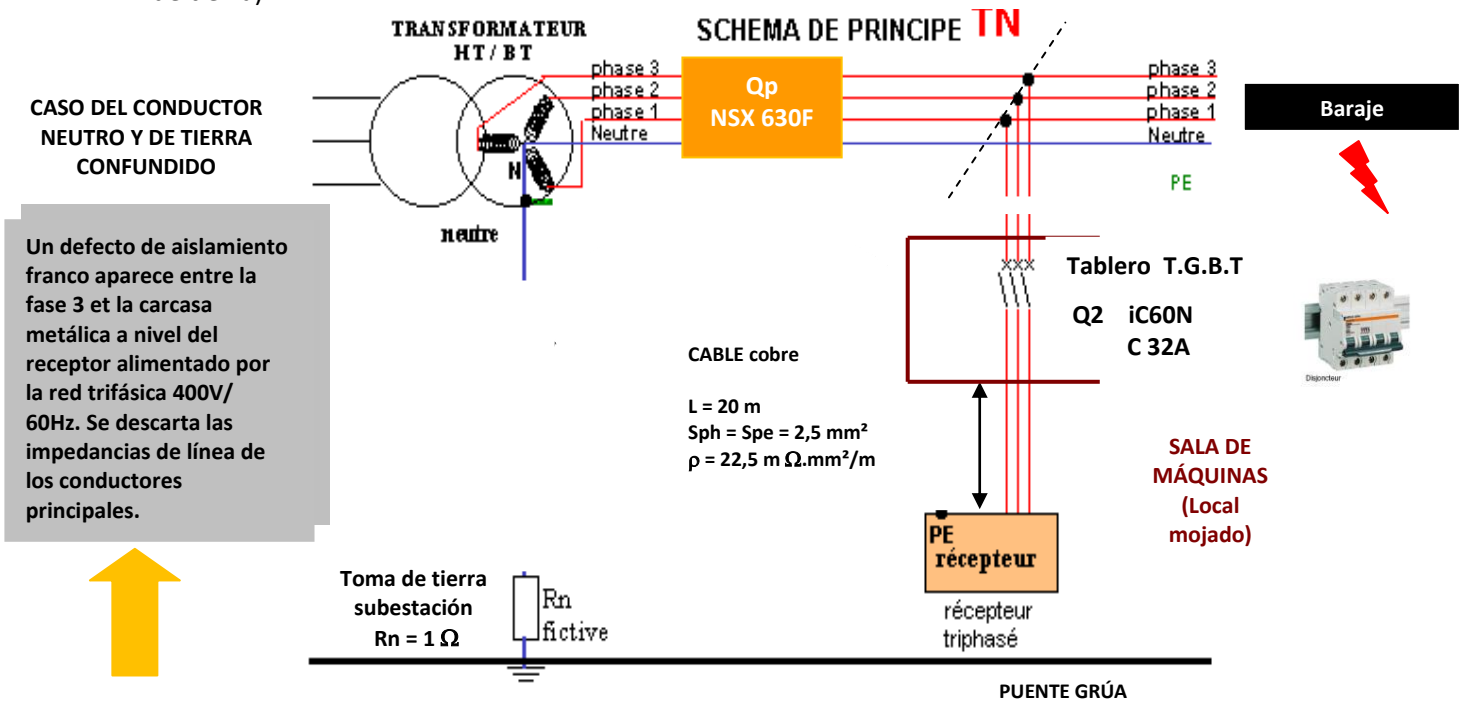 TRANSFORMATEUR
HT/BT
SCHEMA DE PRINCIPE TN
CASO DEL CONDUCTOR
NEUTRO Y DE TIERRA
CONFUNDIDO
phase 3
phase 2
phase 1
Neutre
Qp
NSX 630F
phase 3
phase 2
phase 1
Neutre
PE
Baraje
N
neutre
Un defecto de aislamiento
franco aparece entre la
fase 3 et la carcasa
metálica a nivel del
receptor alimentado por
la red trifásica 400V/
60Hz. Se descarta las
impedancias de línea de
los conductores
principales.
Tablero T.G.B.T
Q2 iC60N
C 32A
Disjoncteur
CABLE cobre
L = 20 m
Sph = Spe = 2,5 mm²
ρ = 22,5 m Ω.mm²/m
SALA DE
MÁQUINAS
(Local
mojado)
PE
récepteur
récepteur
triphasé
Toma de tierra
subestación
Rn = 1 Ω
Rn
fictive
PUENTE GRÚA